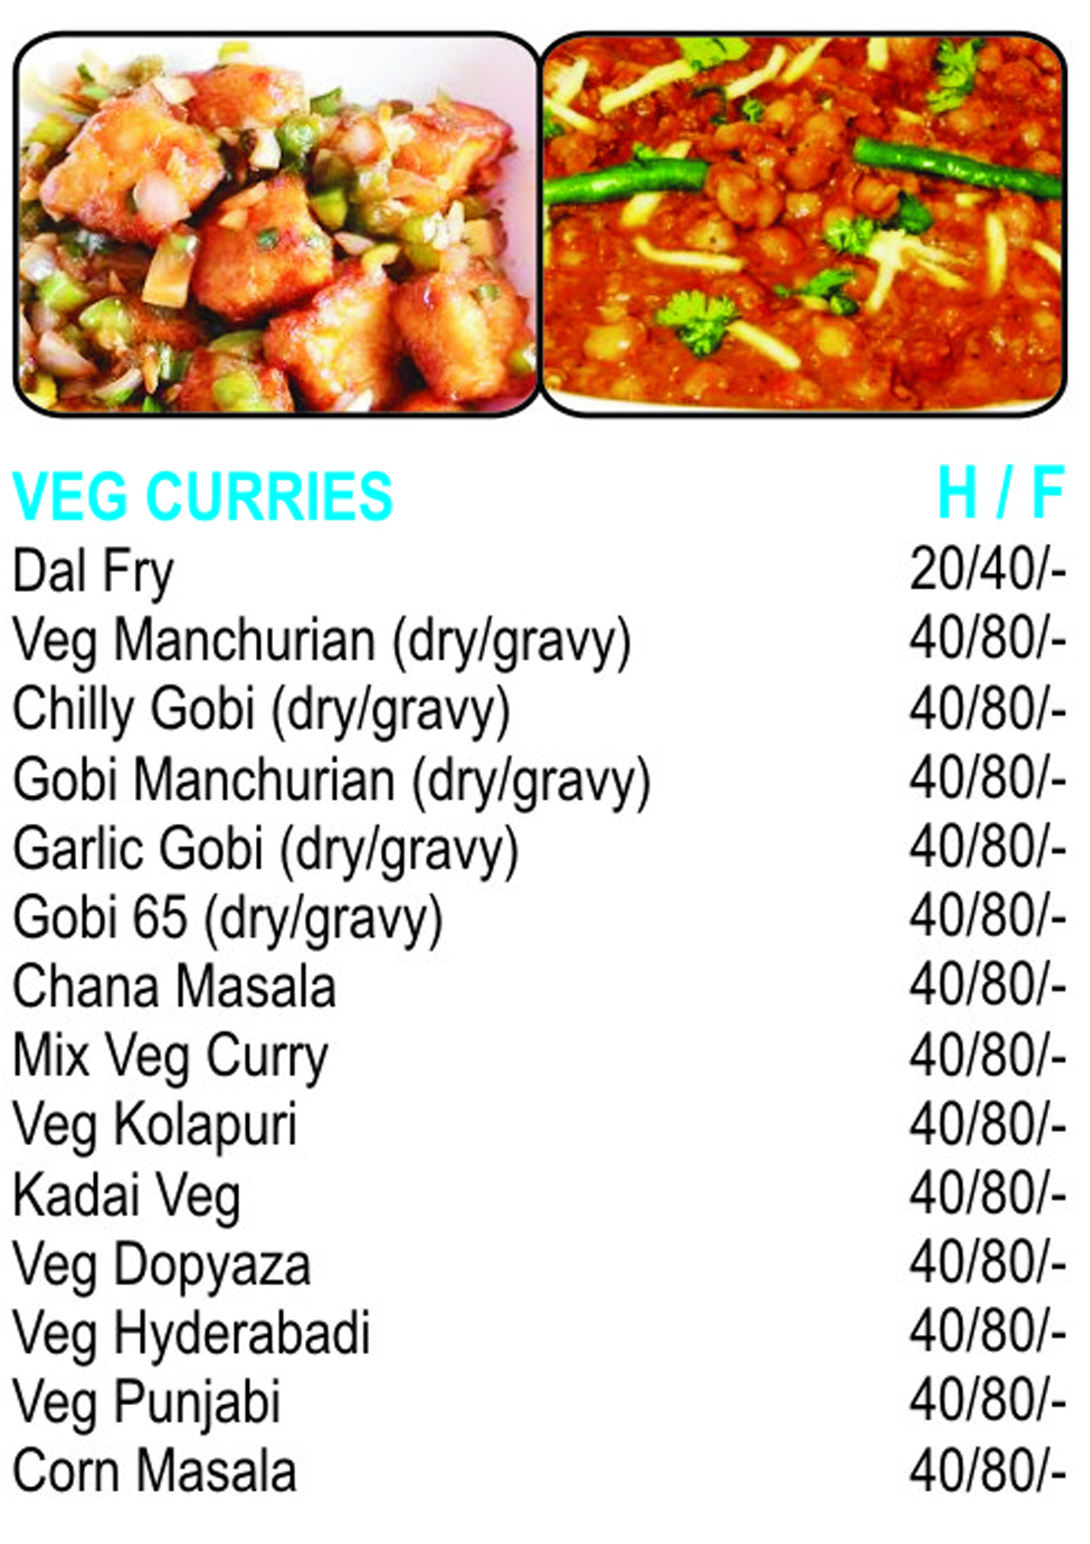 VEG CURRIES H / F
Dal Fry 20/40/-
Veg Manchurian (dry/gravy) 40/80/-
Chilly Gobi (dry/gravy) 40/80/-
Gobi Manchurian (dry/gravy) 40/80/-
Garlic Gobi (dry/gravy) 40/80/-
Gobi 65 (dry/gravy) 40/80/-
Chana Masala 40/80/-
Mix Veg Curry 40/80/-
Veg Kolapuri 40/80/-
Kadai Veg 40/80/-
Veg Dopyaza 40/80/-
Veg Hyderabadi 40/80/-
Veg Punjabi 40/80/-
Corn Masala 40/80/-